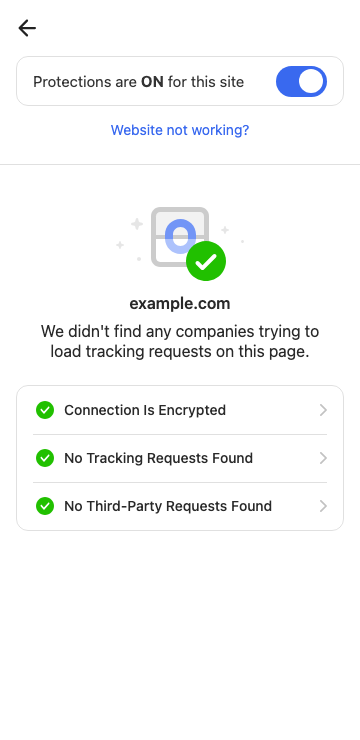 Protections are ON for this site
Website not working?
example.com
We didn't find any companies trying to
load tracking requests on this page.
Connection Is Encrypted
No Tracking Requests Found
No Third-Party Requests Found